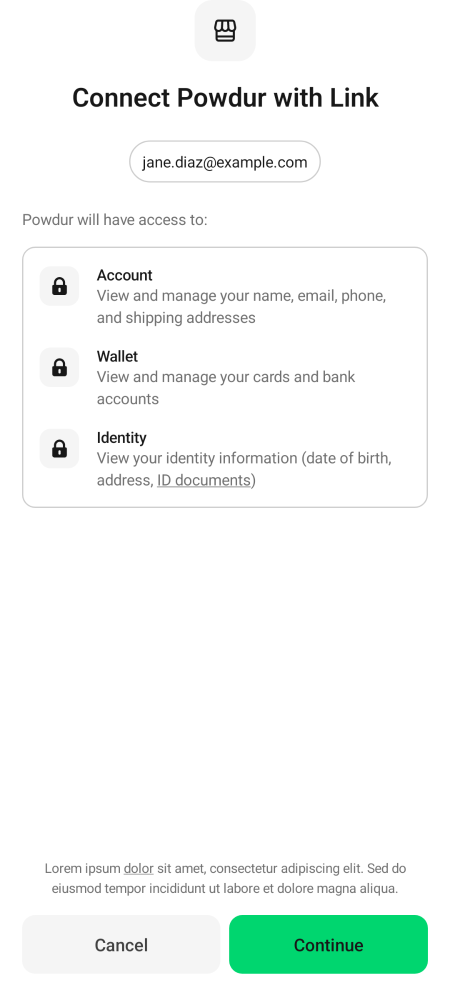 Connect Powdur with Link
jane.diaz@example.com
Powdur will have access to:
Account
View and manage your name, email, phone,
and shipping addresses
Wallet
View and manage your cards and bank
accounts
Identity
View your identity information (date of birth,
address, ID documents)
Lorem ipsum dolor sit amet, consectetur adipiscing elit. Sed do
eiusmod tempor incididunt ut labore et dolore magna aliqua.
Cancel
Continue